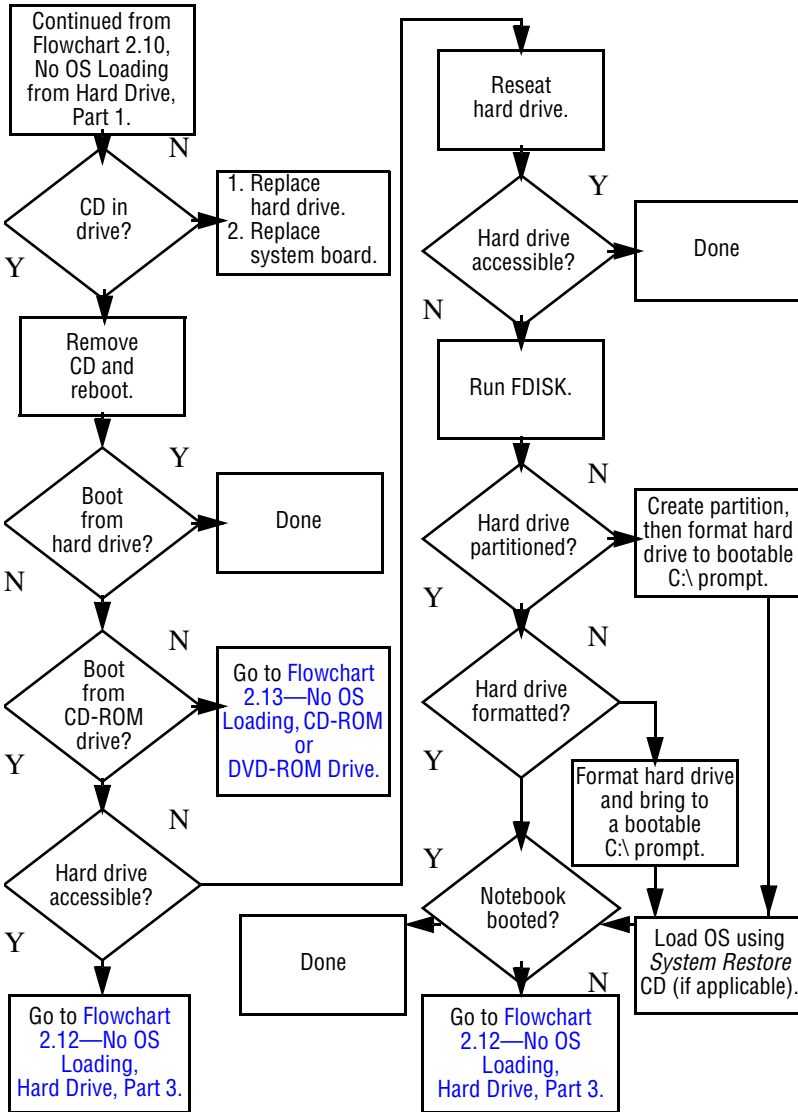 Continued from
Flowchart 2.10,
No OS Loading
from Hard Drive,
Part 1.
N
CD in
drive?
1. Replace
hard drive.
2. Replace
system board.
Y
Remove
CD and
reboot.
Y
Boot
from
hard drive?
Done
N
N
Boot
from
CD-ROM
drive?
Go to Flowchart
2.13—No OS
Loading, CD-ROM
or
DVD-ROM Drive.
Y
N
Hard drive
accessible?
Y
Go to Flowchart
2.12—No OS
Loading,
Hard Drive, Part 3.
Reseat
hard drive.
Y
Hard drive
accessible?
Done
N
Run FDISK.
N
Hard drive
partitioned?
Create partition,
then format hard
drive to bootable
C:\ prompt.
Y
N
Hard drive
formatted?
Y
Format hard drive
and bring to
a bootable
C:\ prompt.
Y
Notebook
booted?
Done
Load OS using
System Restore
CD (if applicable).
N
Go to Flowchart
2.12—No OS
Loading,
Hard Drive, Part 3.